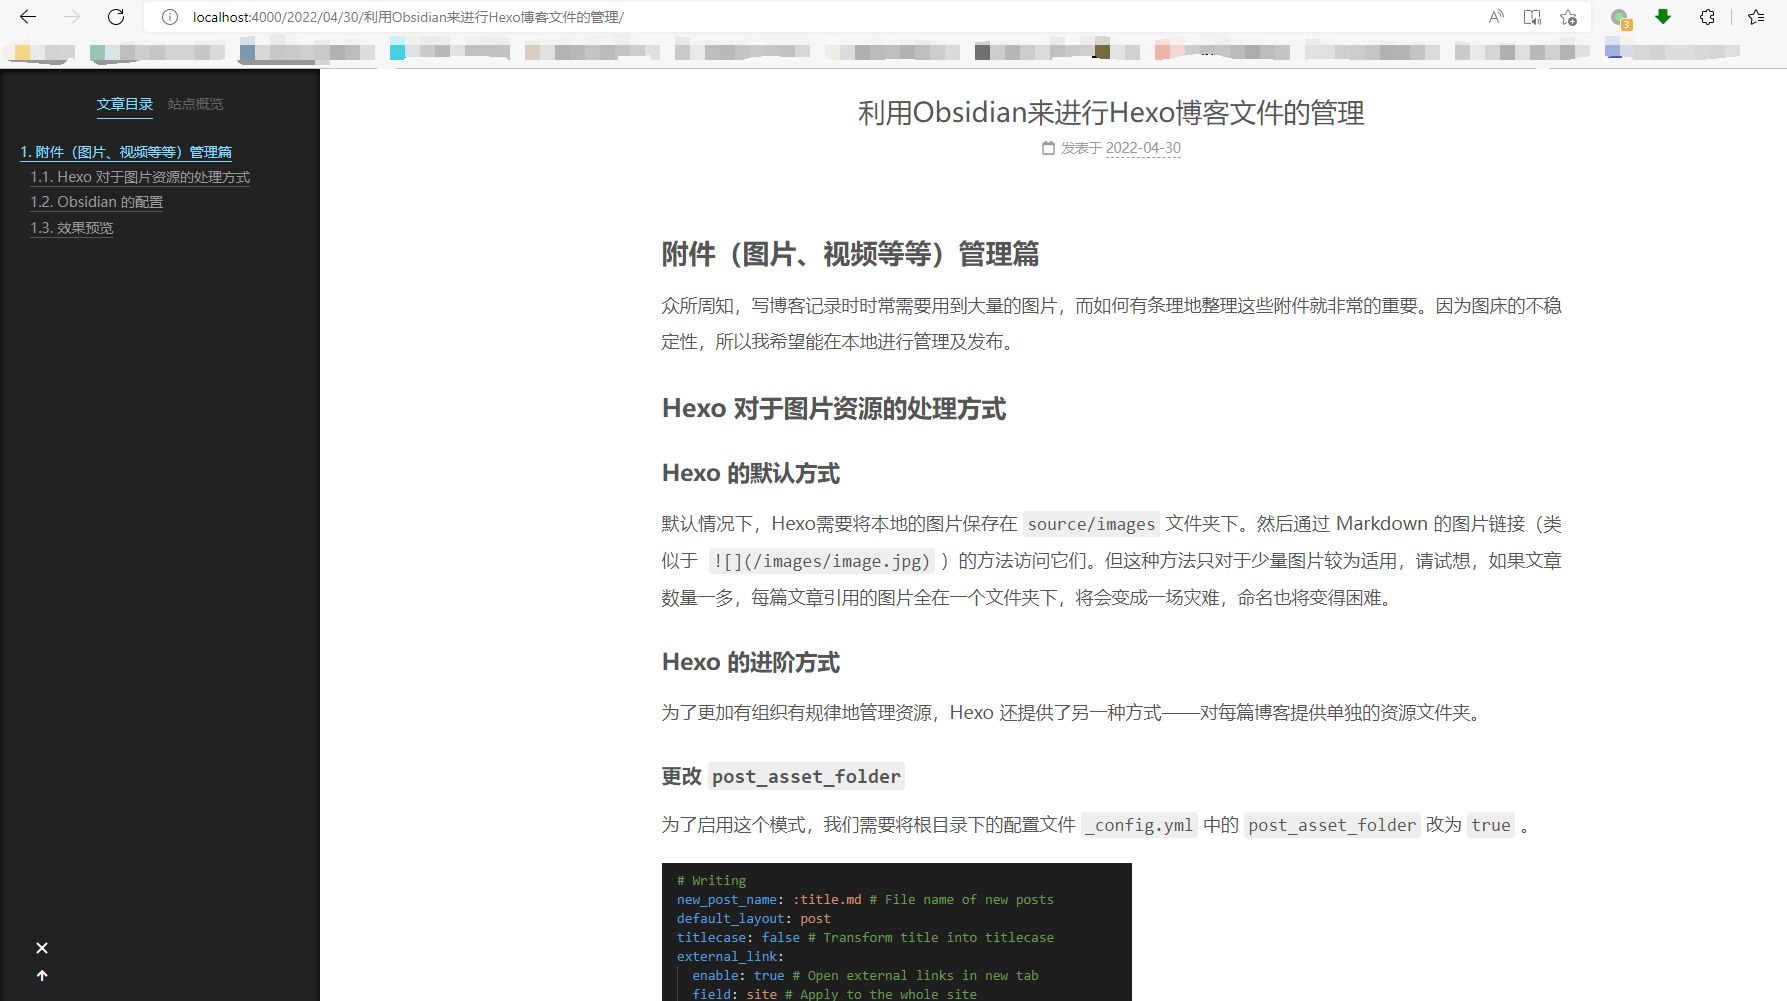 localhost:4000/2022/04/30/利用Obsidian来进行Hexo博客文件的管理/
3
文章目录 站点概览
1. 附件（图片、视频等等）管理篇
1.1. Hexo 对于图片资源的处理方式
1.2. Obsidian 的配置
1.3. 效果预览
利用Obsidian来进行Hexo博客文件的管理
发表于 2022-04-30
附件（图片、视频等等）管理篇
众所周知，写博客记录时时常需要用到大量的图片，而如何有条理地整理这些附件就非常的重要。因为图床的不稳
定性，所以我希望能在本地进行管理及发布。
Hexo 对于图片资源的处理方式
Hexo 的默认方式
默认情况下，Hexo需要将本地的图片保存在 source/images 文件夹下。然后通过 Markdown 的图片链接（类
似于 ![](/images/image.jpg) ）的方法访问它们。但这种方法只对于少量图片较为适用，请试想，如果文章
数量一多，每篇文章引用的图片全在一个文件夹下，将会变成一场灾难，命名也将变得困难。
Hexo 的进阶方式
为了更加有组织有规律地管理资源，Hexo 还提供了另一种方式——对每篇博客提供单独的资源文件夹。
更改 post_asset_folder
为了启用这个模式，我们需要将根目录下的配置文件 _config.yml 中的 post_asset_folder 改为 true 。
# Writing
new_post_name: :title.md # File name of new posts
default_layout: post
titlecase: false # Transform title into titlecase
external_link:
enable: true # Open external links in new tab
field: site # Apply to the whole site